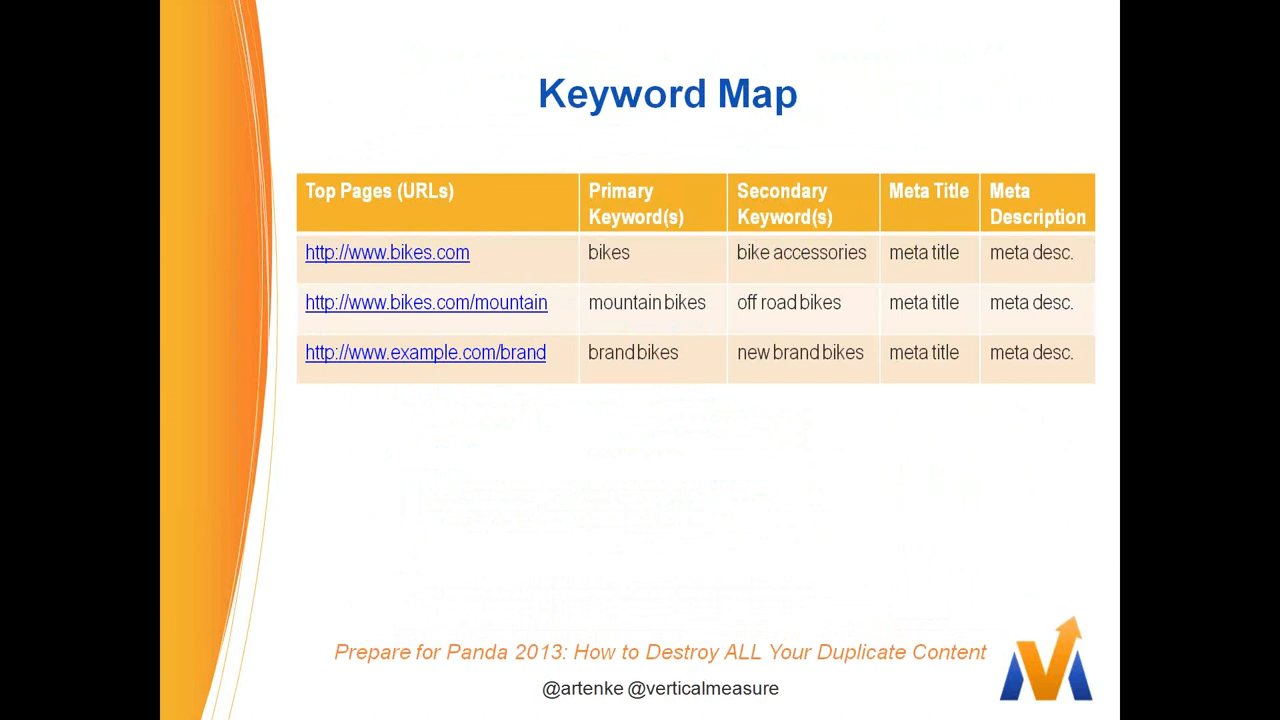 Keyword Map
Top Pages (URLs) Primary Keyword(s) Secondary Keyword(s) Meta Title Meta Description
http://www.bikes.com bikes bike accessories meta title meta desc.
http://www.bikes.com/mountain mountain bikes off road bikes meta title meta desc.
http://www.example.com/brand brand bikes new brand bikes meta title meta desc.
Prepare for Panda 2013: How to Destroy ALL Your Duplicate Content
@artenke @verticalmeasure